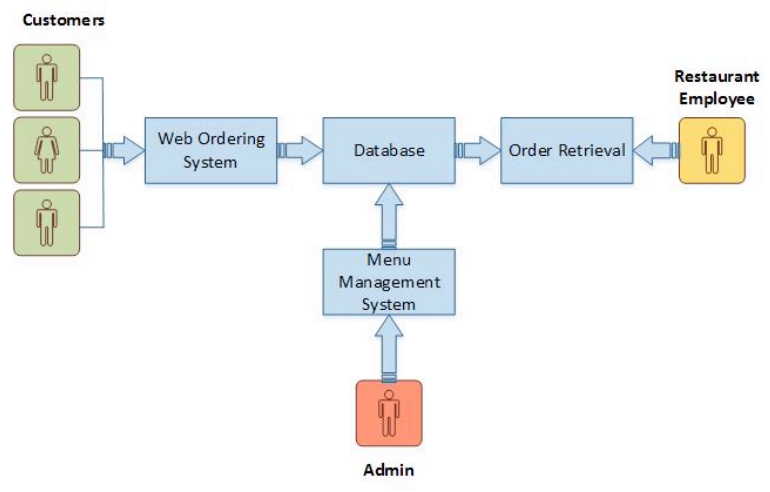 Customers
Restaurant
Employee
Web Ordering
System
Database
Order Retrieval
Menu
Management
System
Admin